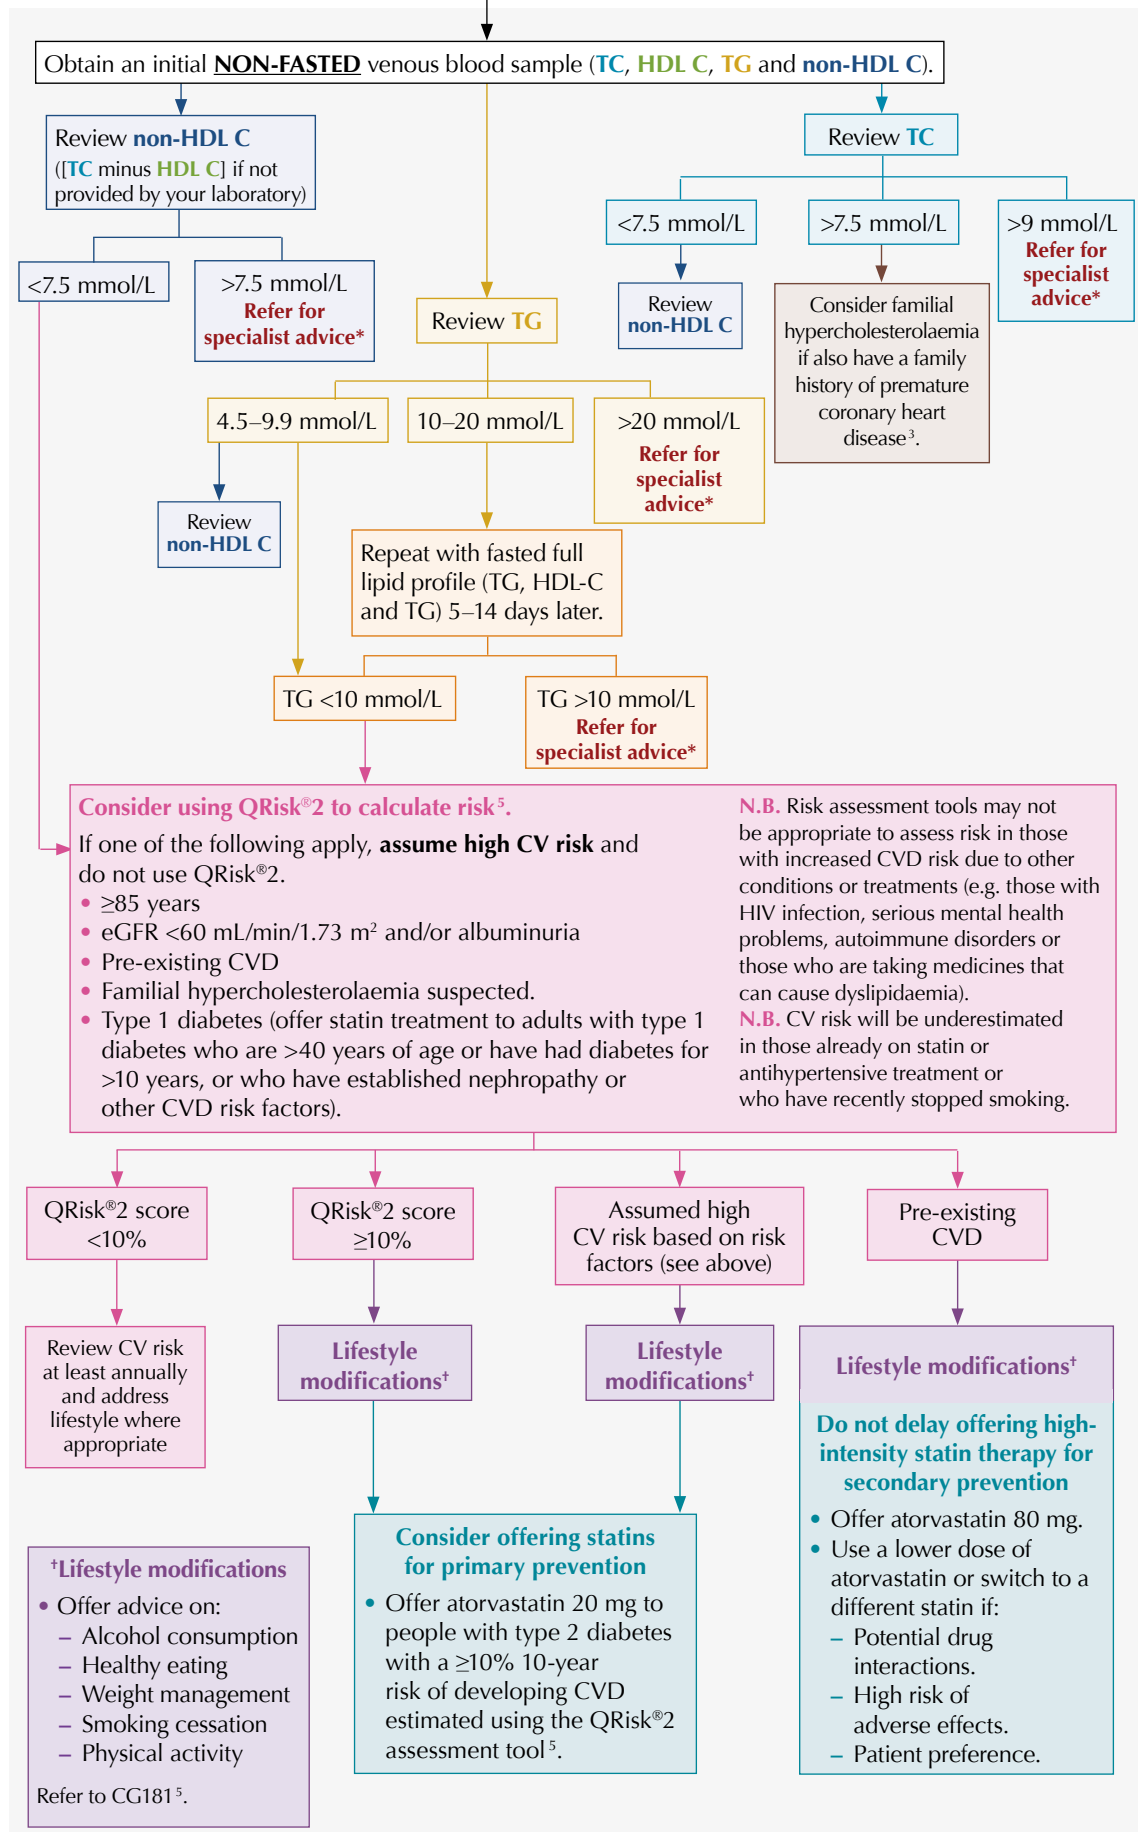 Obtain an initial NON-FASTED venous blood sample (TC, HDL C, TG and non-HDL C).
Review non-HDL C
([TC minus HDL C] if not
provided by your laboratory)
<7.5 mmol/L
>7.5 mmol/L
Refer for
specialist advice*
Review TG
Review TC
<7.5 mmol/L
>7.5 mmol/L
>9 mmol/L
Refer for
specialist
advice*
Review
non-HDL C
Consider familial
hypercholesterolaemia
if also have a family
history of premature
coronary heart
disease³.
4.5–9.9 mmol/L
10–20 mmol/L
>20 mmol/L
Refer for
specialist
advice*
Review
non-HDL C
Repeat with fasted full
lipid profile (TG, HDL-C
and TG) 5–14 days later.
TG <10 mmol/L
TG >10 mmol/L
Refer for
specialist advice*
Consider using QRisk®2 to calculate risk⁵.
If one of the following apply, assume high CV risk and
do not use QRisk®2.
• ≥85 years
• eGFR <60 mL/min/1.73 m² and/or albuminuria
• Pre-existing CVD
• Familial hypercholesterolaemia suspected.
• Type 1 diabetes (offer statin treatment to adults with type 1
diabetes who are >40 years of age or have had diabetes for
>10 years, or who have established nephropathy or
other CVD risk factors).
N.B. Risk assessment tools may not
be appropriate to assess risk in those
with increased CVD risk due to other
conditions or treatments (e.g. those with
HIV infection, serious mental health
problems, autoimmune disorders or
those who are taking medicines that
can cause dyslipidaemia).
N.B. CV risk will be underestimated
in those already on statin or
antihypertensive treatment or
who have recently stopped smoking.
QRisk®2 score
<10%
QRisk®2 score
≥10%
Assumed high
CV risk based on risk
factors (see above)
Pre-existing
CVD
Review CV risk
at least annually
and address
lifestyle where
appropriate
Lifestyle
modifications†
Lifestyle
modifications†
Lifestyle modifications†
Do not delay offering high-
intensity statin therapy for
secondary prevention
• Offer atorvastatin 80 mg.
• Use a lower dose of
atorvastatin or switch to a
different statin if:
– Potential drug
interactions.
– High risk of
adverse effects.
– Patient preference.
Consider offering statins
for primary prevention
• Offer atorvastatin 20 mg to
people with type 2 diabetes
with a ≥10% 10-year
risk of developing CVD
estimated using the QRisk®2
assessment tool⁵.
†Lifestyle modifications
• Offer advice on:
– Alcohol consumption
– Healthy eating
– Weight management
– Smoking cessation
– Physical activity
Refer to CG181⁵.